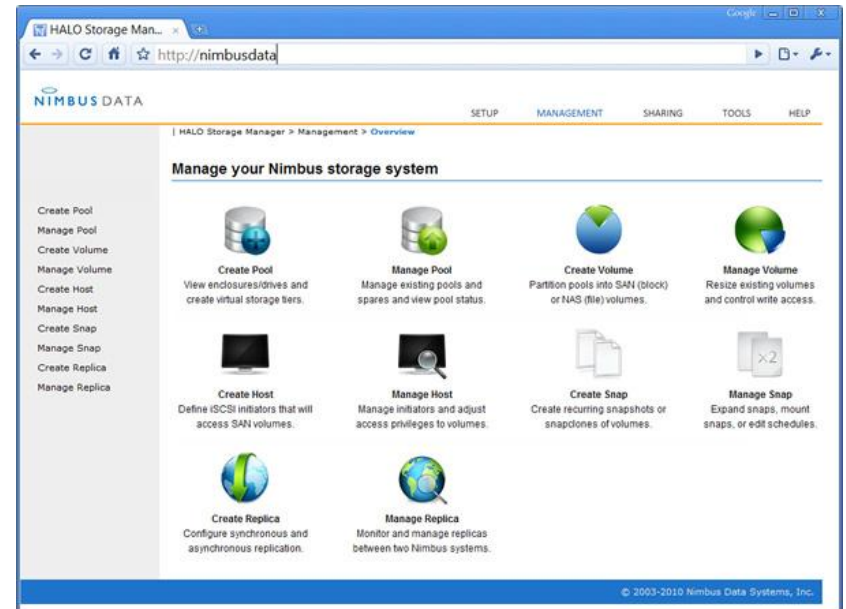 Google
HALO Storage Man...
http://nimbusdata
NIMBUS DATA
SETUP MANAGEMENT SHARING TOOLS HELP
| HALO Storage Manager > Management > Overview
Manage your Nimbus storage system
Create Pool
Manage Pool
Create Volume
Manage Volume
Create Host
Manage Host
Create Snap
Manage Snap
Create Replica
Manage Replica
Create Pool
View enclosures/drives and
create virtual storage tiers.
Manage Pool
Manage existing pools and
spares and view pool status.
Create Volume
Partition pools into SAN (block)
or NAS (file) volumes.
Manage Volume
Resize existing volumes
and control write access.
Create Host
Define iSCSI initiators that will
access SAN volumes.
Manage Host
Manage initiators and adjust
access privileges to volumes.
Create Snap
Create recurring snapshots or
snapclones of volumes.
x2
Manage Snap
Expand snaps, mount
snaps, or edit schedules.
Create Replica
Configure synchronous and
asynchronous replication.
Manage Replica
Monitor and manage replicas
between two Nimbus systems.
© 2003-2010 Nimbus Data Systems, Inc.